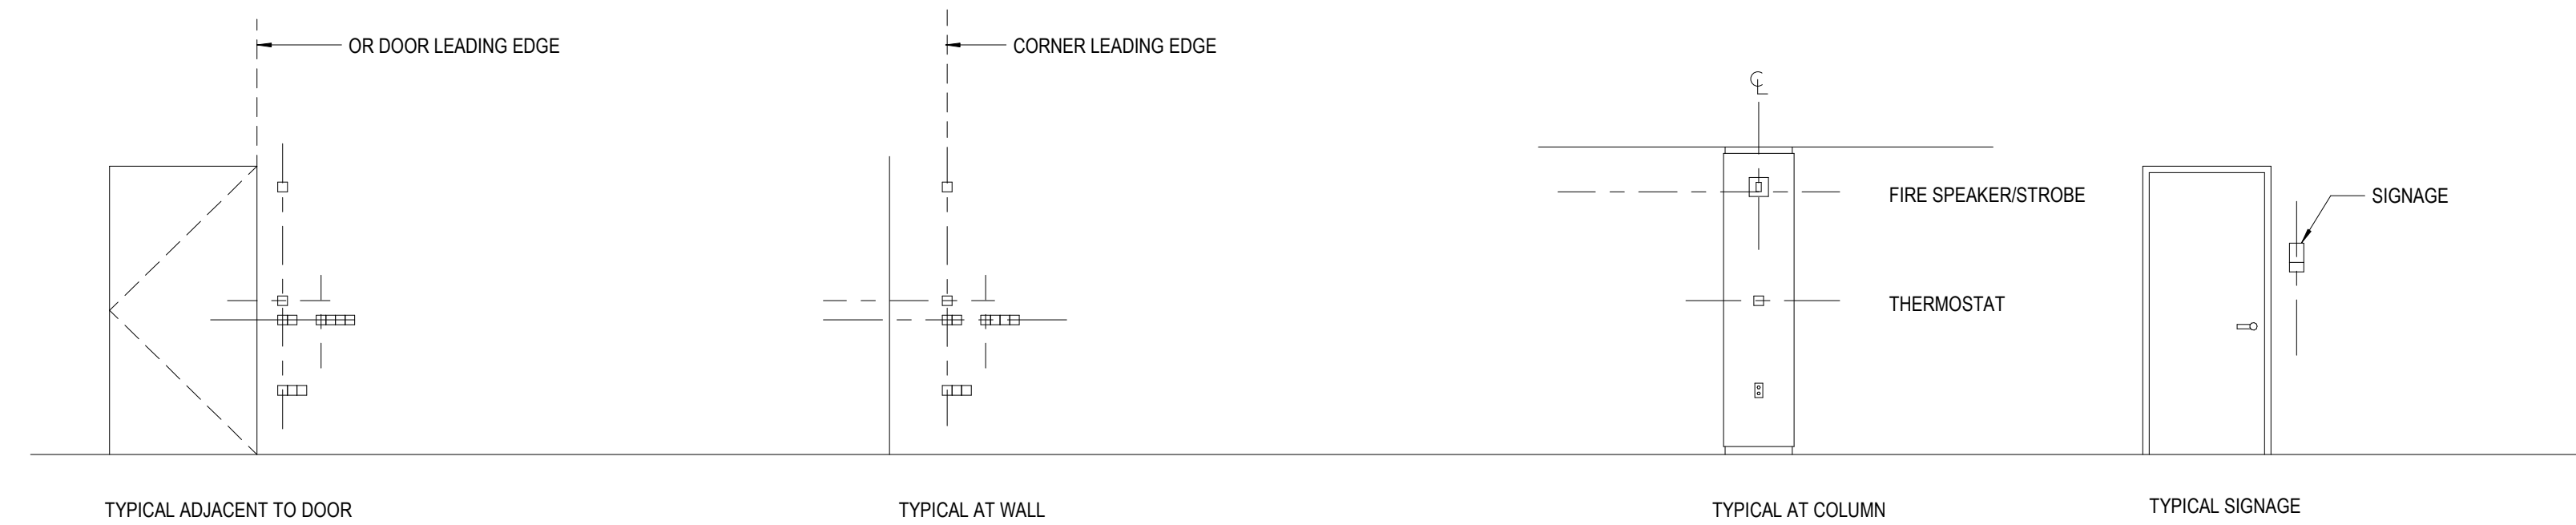 OR DOOR LEADING EDGE
CORNER LEADING EDGE
FIRE SPEAKER/STROBE
SIGNAGE
THERMOSTAT
TYPICAL ADJACENT TO DOOR
TYPICAL AT WALL
TYPICAL AT COLUMN
TYPICAL SIGNAGE